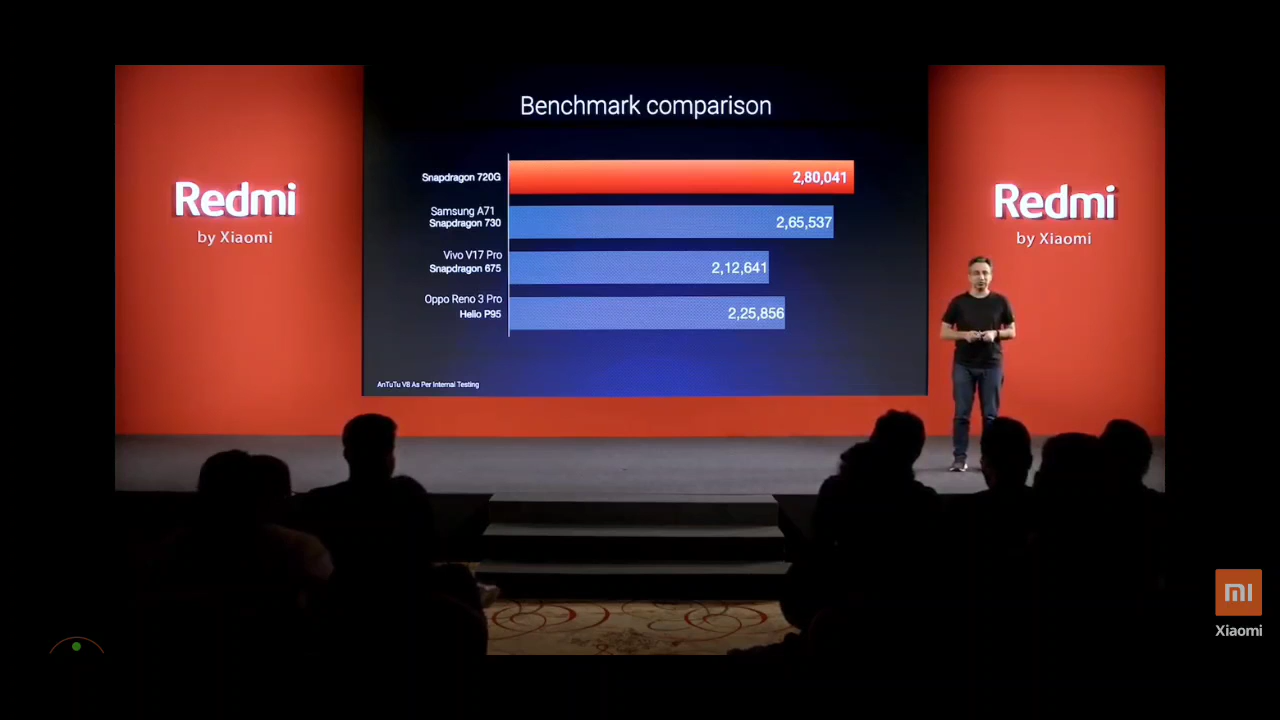 Benchmark comparison
Redmi
by Xiaomi
Snapdragon 720G
2,80,041
Samsung A71
Snapdragon 730
2,65,537
Vivo V17 Pro
Snapdragon 675
2,12,641
Oppo Reno 3 Pro
Helio P95
2,25,856
AnTuTu V8 As Per Internal Testing
Redmi
by Xiaomi
mi
Xiaomi